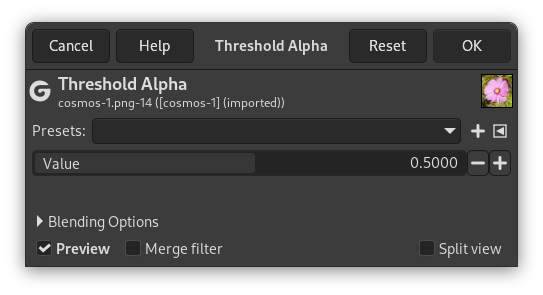 Cancel Help Threshold Alpha Reset OK
Threshold Alpha
cosmos-1.png-14 ([cosmos-1] (imported))
Presets:
Value 0.5000
Blending Options
Preview Merge filter Split view